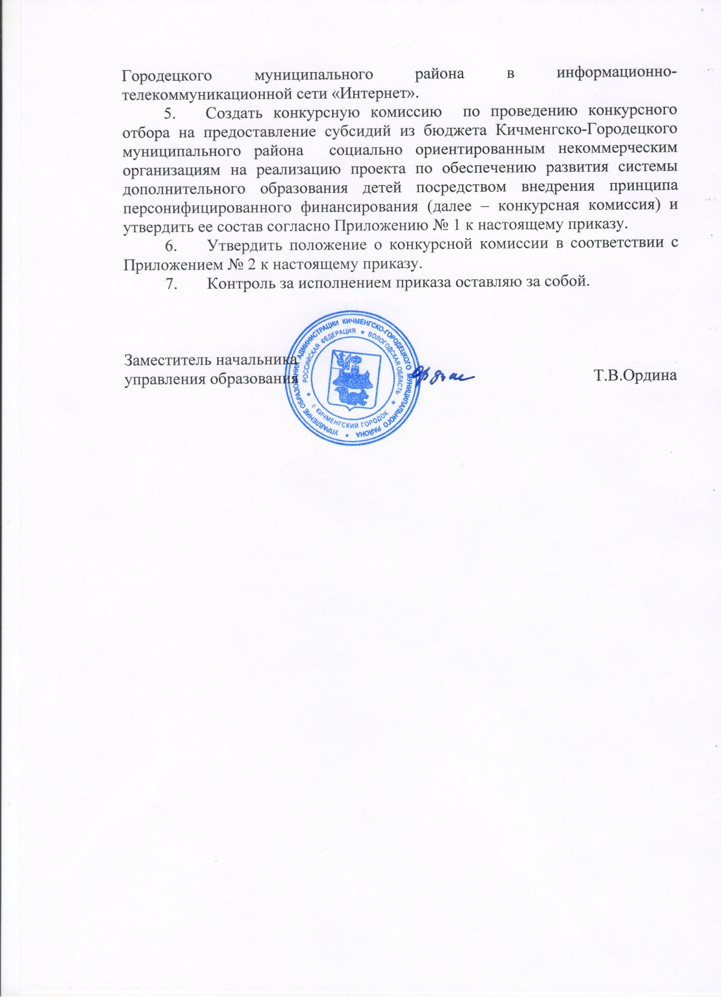 Городецкого муниципального района в информационно-
телекоммуникационной сети «Интернет».
5. Создать конкурсную комиссию по проведению конкурсного
отбора на предоставление субсидий из бюджета Кичменгско-Городецкого
муниципального района социально ориентированным некоммерческим
организациям на реализацию проекта по обеспечению развития системы
дополнительного образования детей посредством внедрения принципа
персонифицированного финансирования (далее – конкурсная комиссия) и
утвердить ее состав согласно Приложению № 1 к настоящему приказу.
6. Утвердить положение о конкурсной комиссии в соответствии с
Приложением № 2 к настоящему приказу.
7. Контроль за исполнением приказа оставляю за собой.
Заместитель начальника
управления образования Т.В.Ордина
УПРАВЛЕНИЕ ОБРАЗОВАНИЯ АДМИНИСТРАЦИИ КИЧМЕНГСКО-ГОРОДЕЦКОГО МУНИЦИПАЛЬНОГО РАЙОНА *
РОССИЙСКАЯ ФЕДЕРАЦИЯ * ВОЛОГОДСКАЯ ОБЛАСТЬ *
с КИЧМЕНГСКИЙ ГОРОДОК *